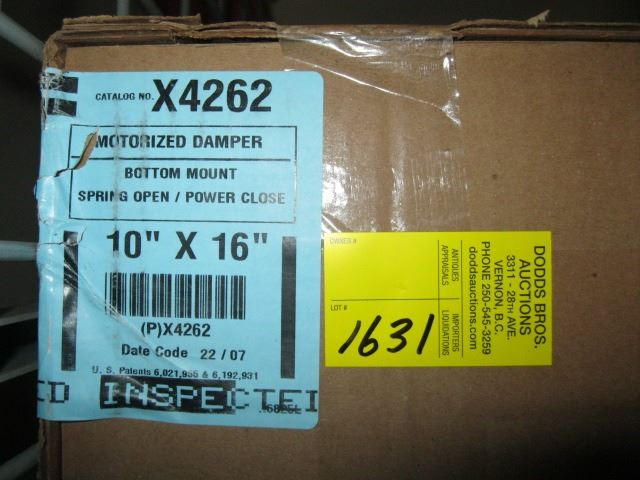 CATALOG NO. X4262
MOTORIZED DAMPER
BOTTOM MOUNT
SPRING OPEN / POWER CLOSE
10" X 16"
(P)X4262
Date Code 22 / 07
U. S. Patents 6,021,955 & 6,192,931
ED INSPECTED
OWNER #
LOT #
1631
ANTIQUES
APPRAISALS
IMPORTERS
LIQUIDATIONS
DODDS BROS.
AUCTIONS
3311 - 28TH AVE.
VERNON, B.C.
PHONE 250-545-3259
doddsauctions.com